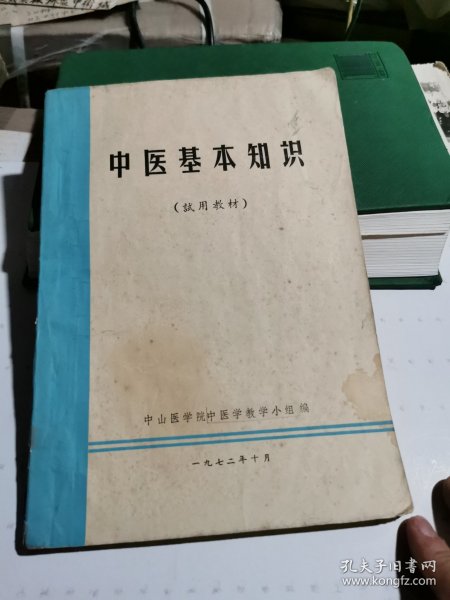 中医基本知识
（試用教材）
中山医学院中医学教学小组编
一九七二年十月
孔夫子旧书网
www.kongfz.com